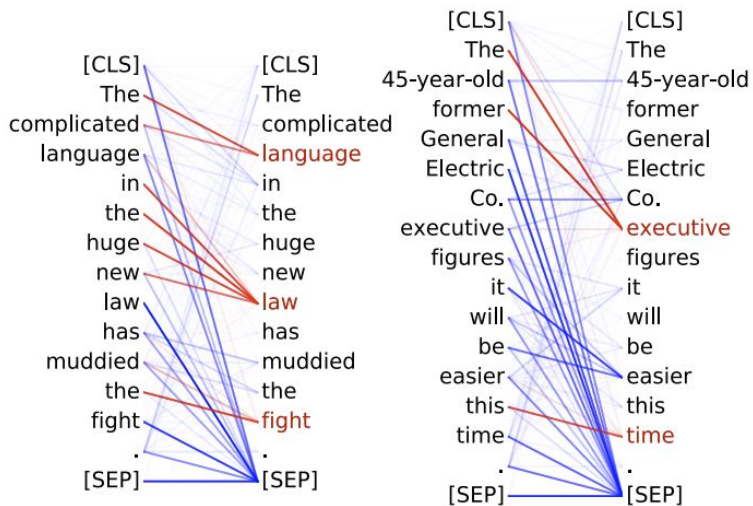 [CLS] [CLS]
The The
complicated complicated
language language
in in
the the
huge huge
new new
law law
has has
muddied muddied
the the
fight fight
. .
[SEP] [SEP]
[CLS] [CLS]
The The
45-year-old 45-year-old
former former
General General
Electric Electric
Co. Co.
executive executive
figures figures
it it
will will
be be
easier easier
this this
time time
. .
[SEP] [SEP]